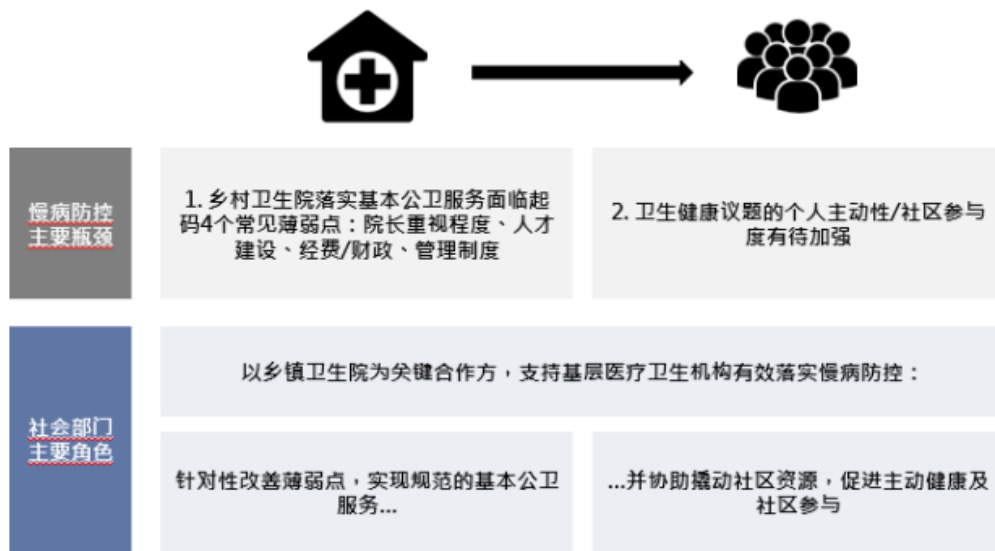 慢病防控
主要瓶颈
1. 乡村卫生院落实基本公卫服务面临起
码4个常见薄弱点：院长重视程度、人才
建设、经费/财政、管理制度
2. 卫生健康议题的个人主动性/社区参与
度有待加强
社会部门
主要角色
以乡镇卫生院为关键合作方，支持基层医疗卫生机构有效落实慢病防控：
针对性改善薄弱点，实现规范的基本公卫
服务...
...并协助撬动社区资源，促进主动健康及
社区参与